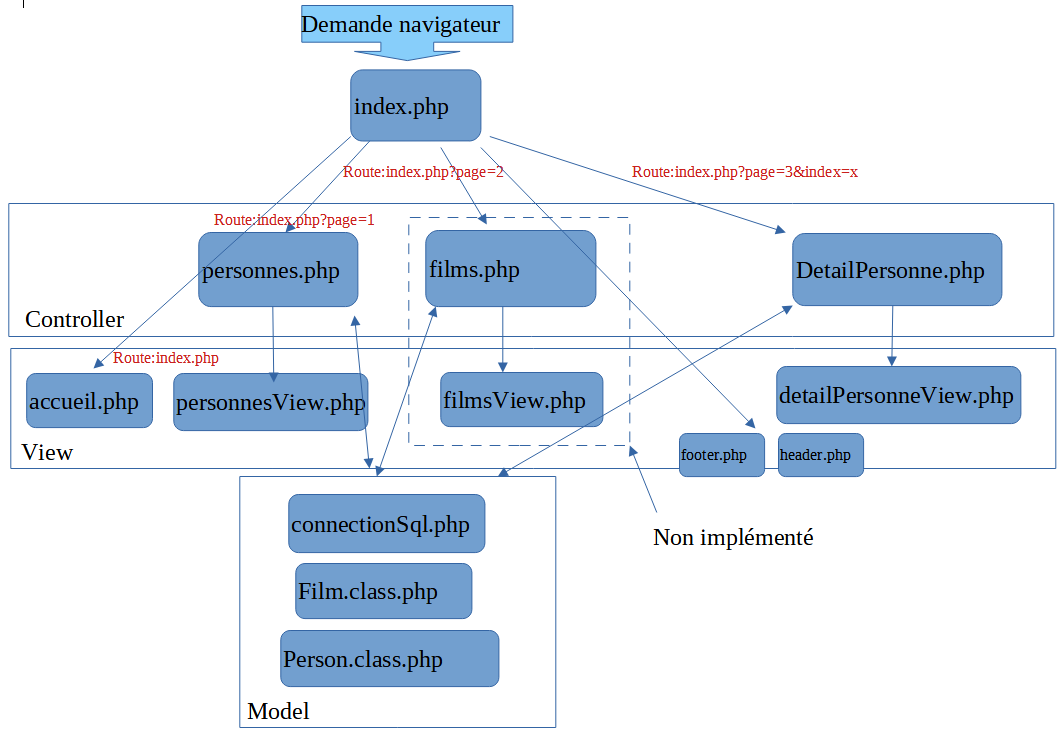 Demande navigateur
index.php
Route:index.php?page=2
Route:index.php?page=3&index=x
Route:index.php?page=1
personnes.php
films.php
DetailPersonne.php
Controller
Route:index.php
accueil.php
personnesView.php
filmsView.php
detailPersonneView.php
View
footer.php
header.php
connectionSql.php
Non implémenté
Film.class.php
Person.class.php
Model